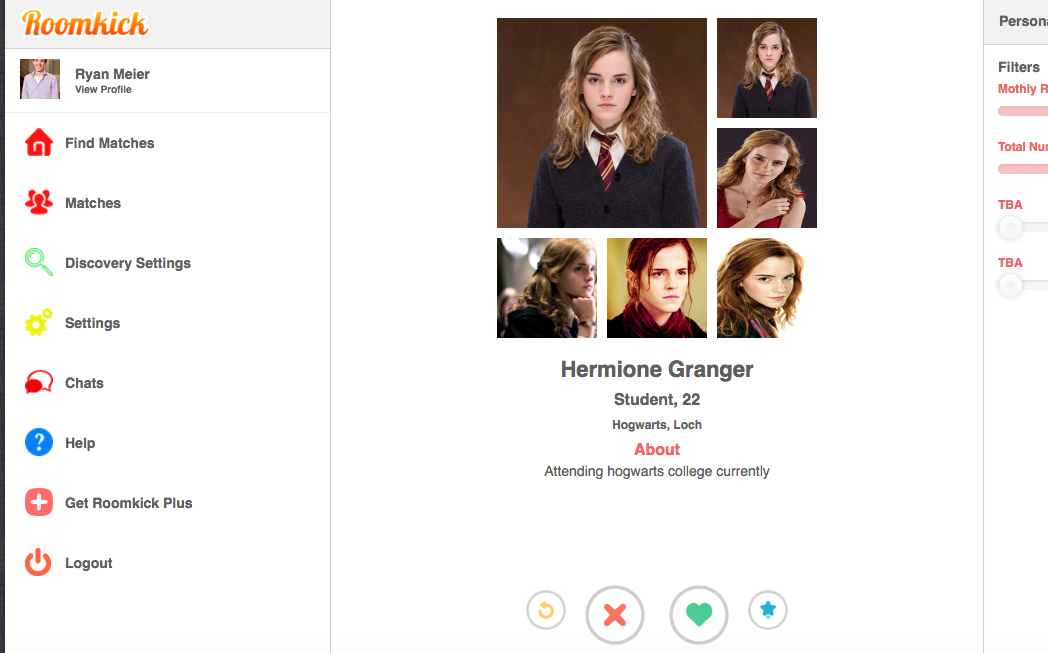 Roomkick
Ryan Meier
View Profile
Find Matches
Matches
Discovery Settings
Settings
Chats
Help
Get Roomkick Plus
Logout
Hermione Granger
Student, 22
Hogwarts, Loch
About
Attending hogwarts college currently
Persona
Filters
Mothly R
Total Nu
TBA
TBA